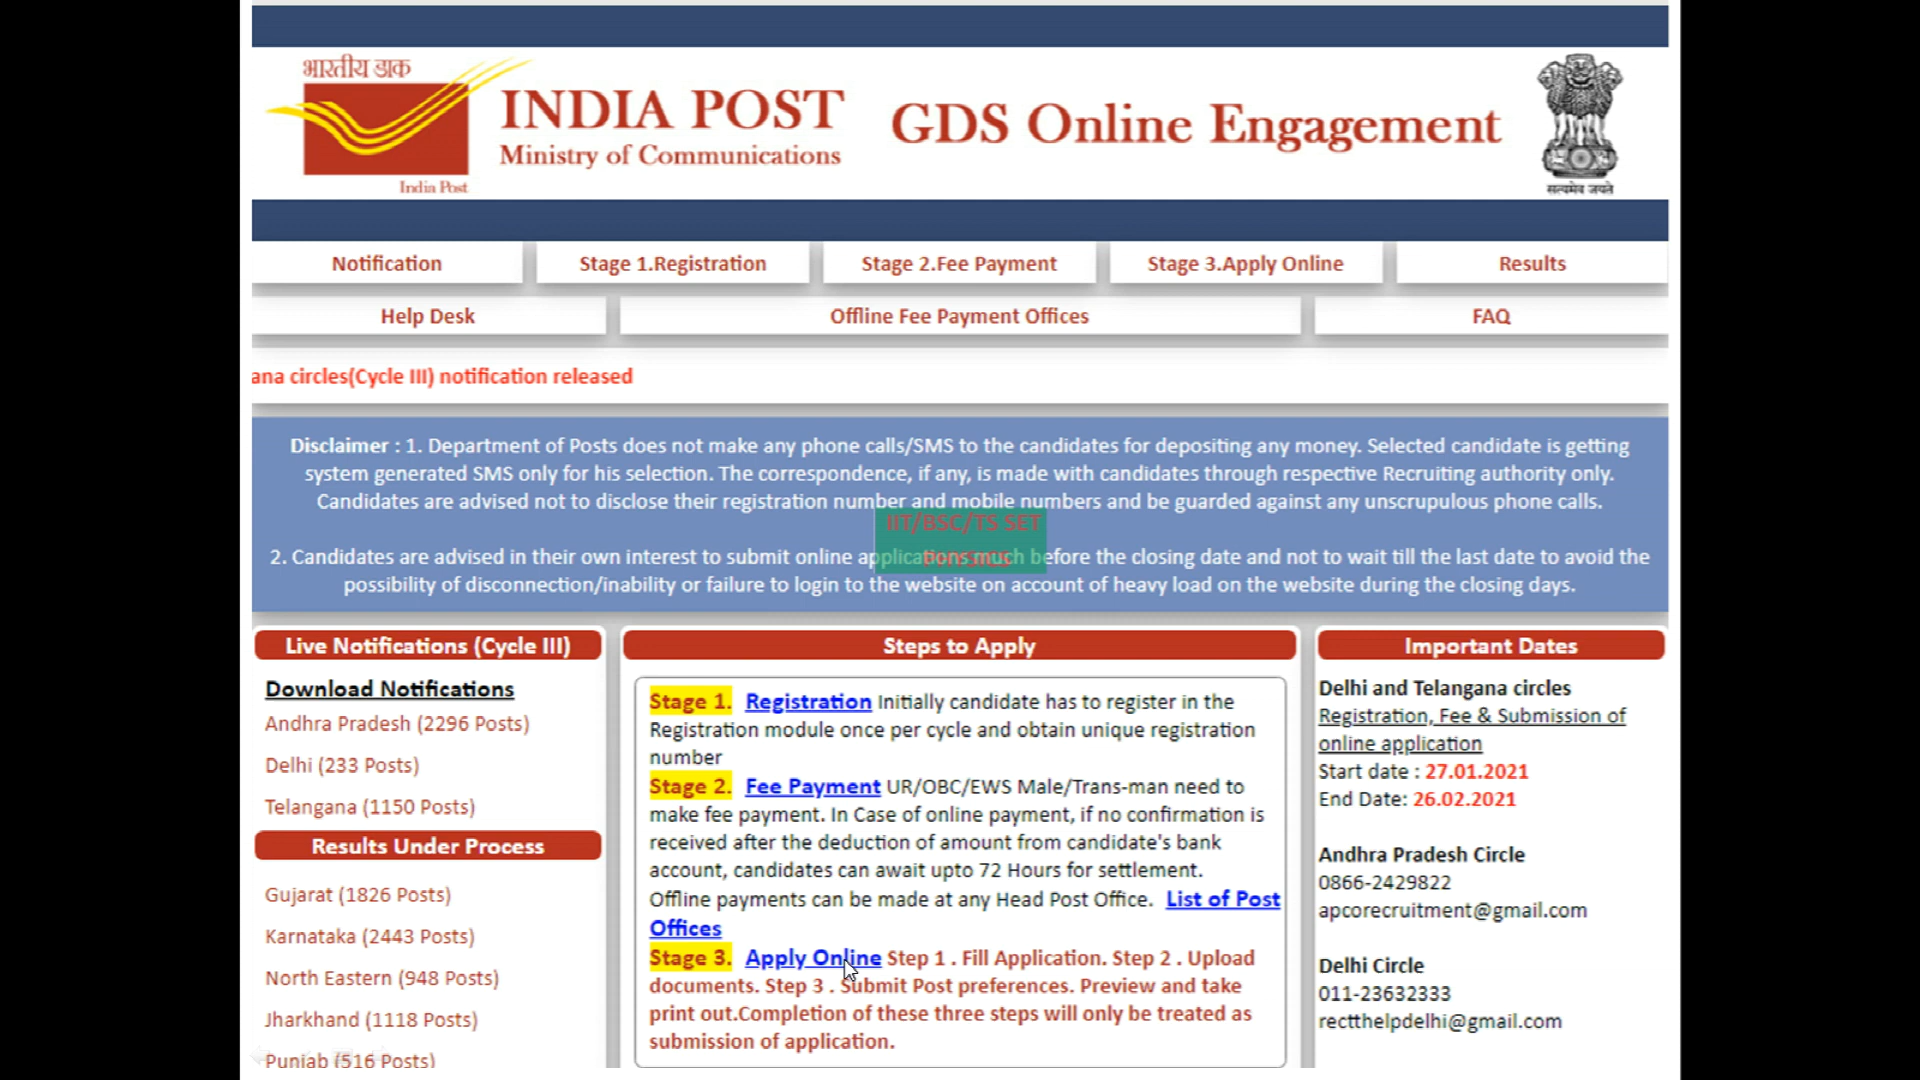 भारतीय डाक
India Post
INDIA POST
Ministry of Communications
GDS Online Engagement
सत्यमेव जयते
Notification
Stage 1.Registration
Stage 2.Fee Payment
Stage 3.Apply Online
Results
Help Desk
Offline Fee Payment Offices
FAQ
ana circles(Cycle III) notification released
Disclaimer : 1. Department of Posts does not make any phone calls/SMS to the candidates for depositing any money. Selected candidate is getting
system generated SMS only for his selection. The correspondence, if any, is made with candidates through respective Recruiting authority only.
Candidates are advised not to disclose their registration number and mobile numbers and be guarded against any unscrupulous phone calls.
IIT/BSC/TS SET
PHYSICS
2. Candidates are advised in their own interest to submit online applications much before the closing date and not to wait till the last date to avoid the
possibility of disconnection/inability or failure to login to the website on account of heavy load on the website during the closing days.
Live Notifications (Cycle III)
Download Notifications
Andhra Pradesh (2296 Posts)
Delhi (233 Posts)
Telangana (1150 Posts)
Results Under Process
Gujarat (1826 Posts)
Karnataka (2443 Posts)
North Eastern (948 Posts)
Jharkhand (1118 Posts)
Punjab (516 Posts)
Steps to Apply
Stage 1. Registration Initially candidate has to register in the
Registration module once per cycle and obtain unique registration
number
Stage 2. Fee Payment UR/OBC/EWS Male/Trans-man need to
make fee payment. In Case of online payment, if no confirmation is
received after the deduction of amount from candidate's bank
account, candidates can await upto 72 Hours for settlement.
Offline payments can be made at any Head Post Office. List of Post
Offices
Stage 3. Apply Online Step 1 . Fill Application. Step 2 . Upload
documents. Step 3 . Submit Post preferences. Preview and take
print out.Completion of these three steps will only be treated as
submission of application.
Important Dates
Delhi and Telangana circles
Registration, Fee & Submission of
online application
Start date : 27.01.2021
End Date: 26.02.2021
Andhra Pradesh Circle
0866-2429822
apcorecruitment@gmail.com
Delhi Circle
011-23632333
rectthelpdelhi@gmail.com